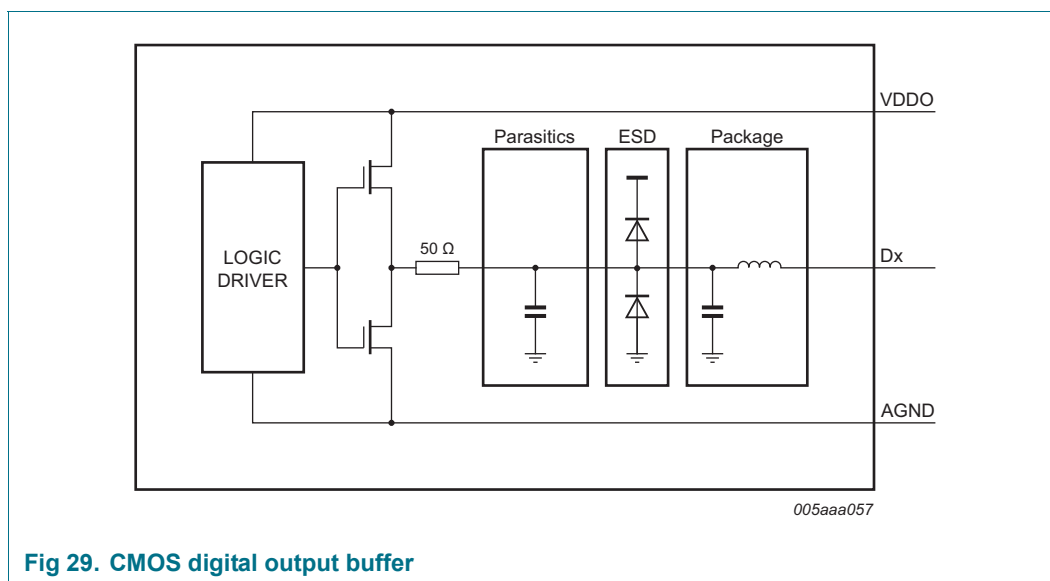 VDDO
Parasitics
ESD
Package
50 Ω
LOGIC
DRIVER
Dx
AGND
005aaa057
Fig 29. CMOS digital output buffer